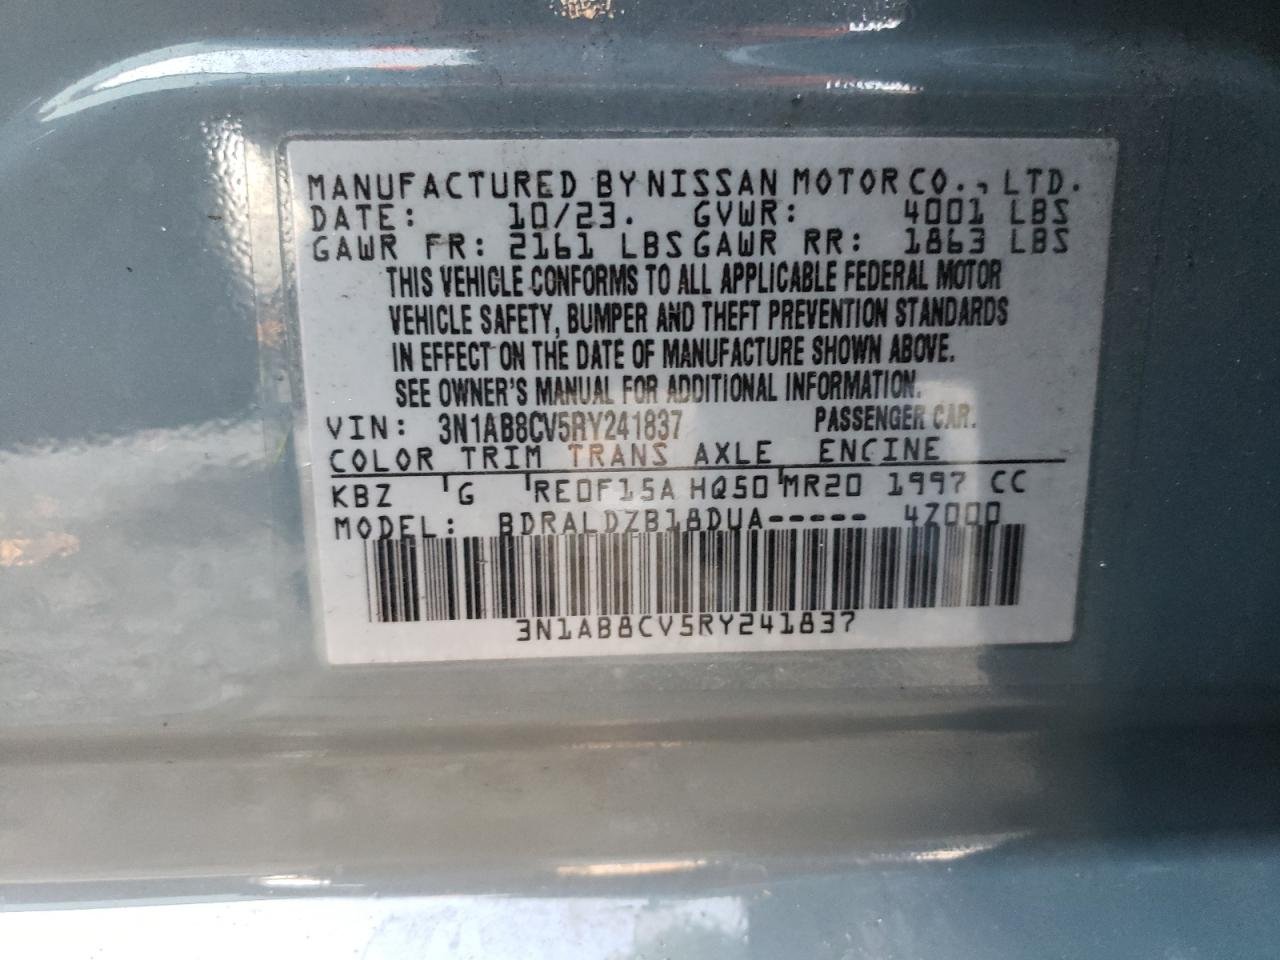 MANUFACTURED BY NISSAN MOTOR CO., LTD.
DATE: 10/23. GVWR: 4001 LBS
GAWR FR: 2161 LBS GAWR RR: 1863 LBS
THIS VEHICLE CONFORMS TO ALL APPLICABLE FEDERAL MOTOR
VEHICLE SAFETY, BUMPER AND THEFT PREVENTION STANDARDS
IN EFFECT ON THE DATE OF MANUFACTURE SHOWN ABOVE.
SEE OWNER'S MANUAL FOR ADDITIONAL INFORMATION.
VIN: 3N1AB8CV5RY241837 PASSENGER CAR.
COLOR TRIM TRANS AXLE ENGINE
KBZ G RE0F15A HQ50 MR20 1997 CC
MODEL: BDRALDZB18DUA----- 4Z000
3N1AB8CV5RY241837